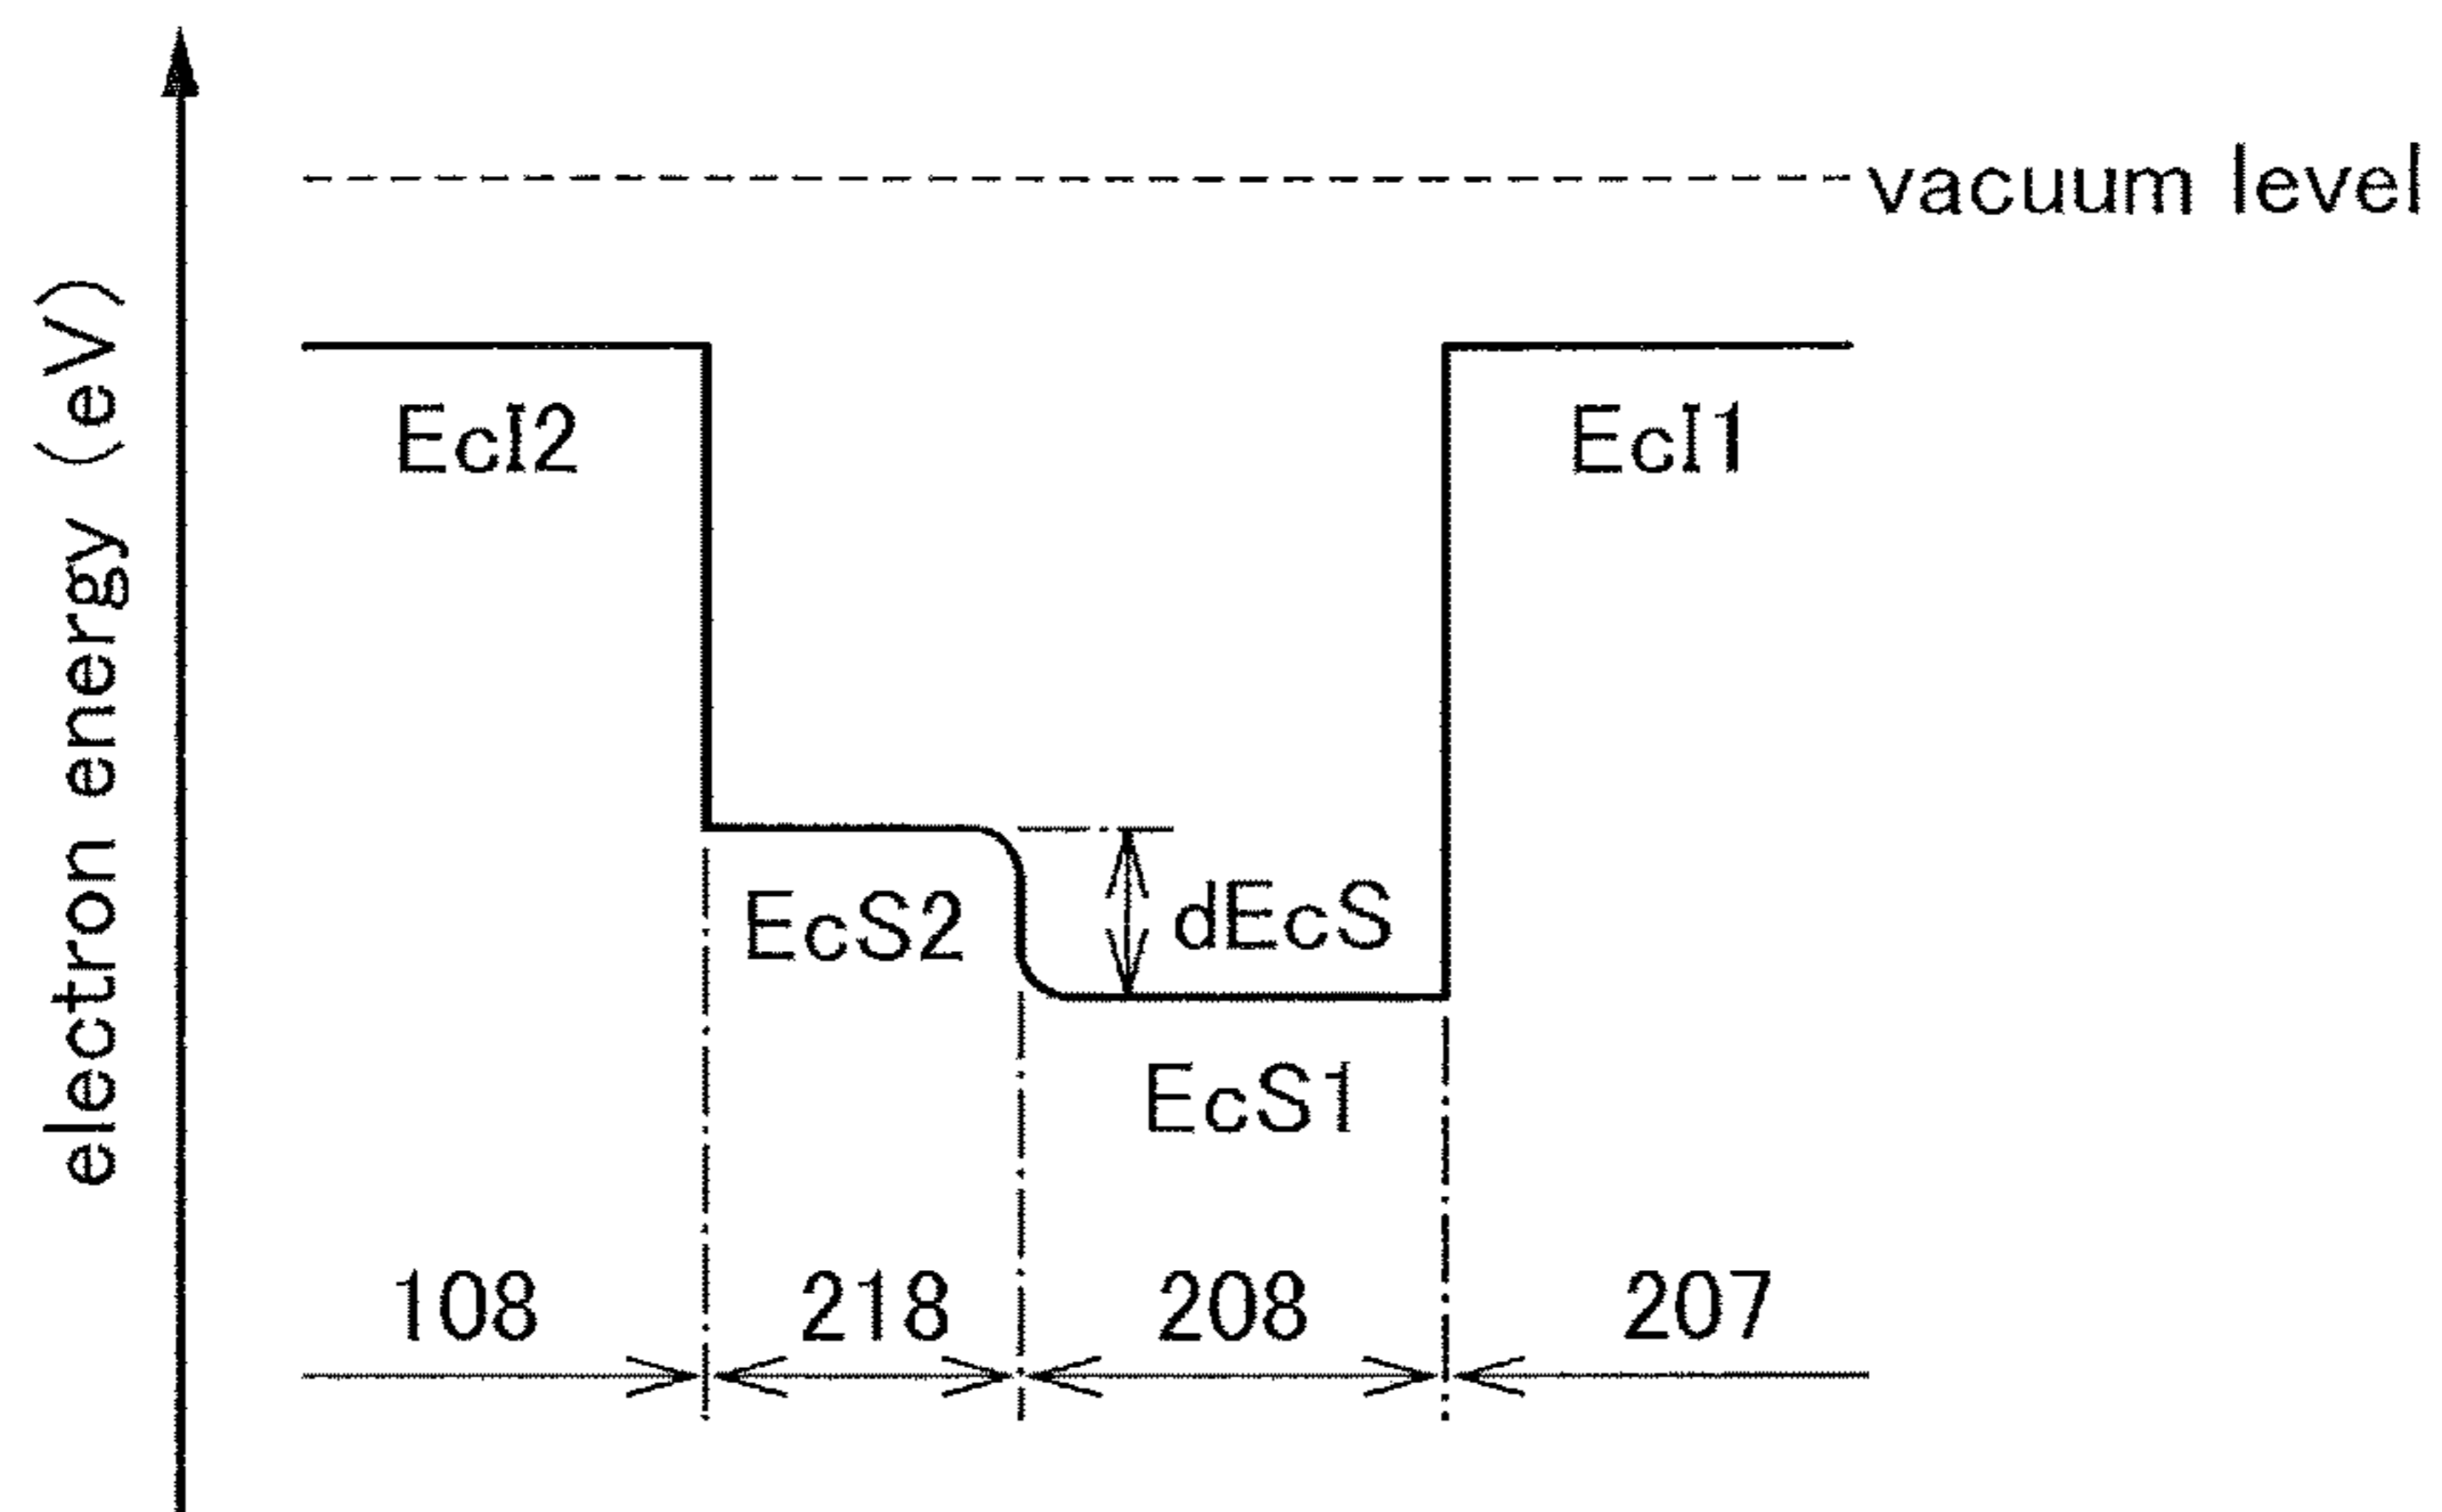 electron energy (eV)
vacuum level
EcI2
EcI1
EcS2
dEcS
EcS1
108
218
208
207